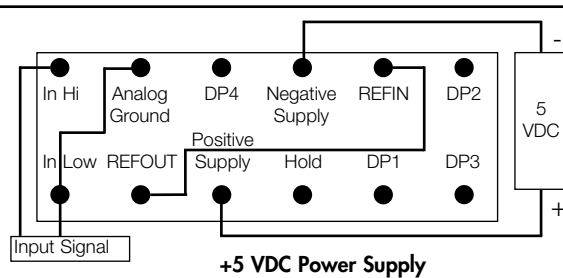 -
In Hi
Analog
Ground
DP4
Negative
Supply
REFIN
DP2
5
VDC
In Low
REFOUT
Positive
Supply
Hold
DP1
DP3
+
Input Signal
+5 VDC Power Supply